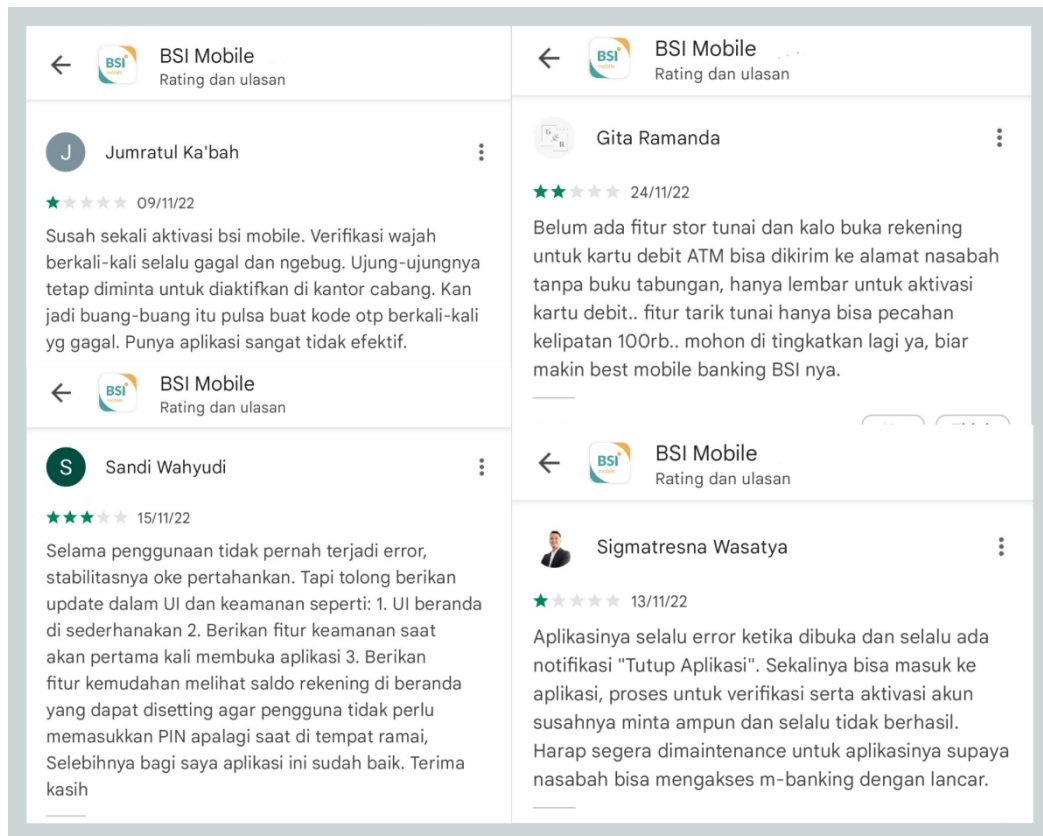 BSI Mobile
Rating dan ulasan
J
Jumratul Ka'bah
09/11/22
Susah sekali aktivasi bsi mobile. Verifikasi wajah
berkali-kali selalu gagal dan ngebug. Ujung-ujungnya
tetap diminta untuk diaktifkan di kantor cabang. Kan
jadi buang-buang itu pulsa buat kode otp berkali-kali
yg gagal. Punya aplikasi sangat tidak efektif.
BSI Mobile
Rating dan ulasan
S
Sandi Wahyudi
15/11/22
Selama penggunaan tidak pernah terjadi error,
stabilitasnya oke pertahankan. Tapi tolong berikan
update dalam UI dan keamanan seperti: 1. UI beranda
di sederhanakan 2. Berikan fitur keamanan saat
akan pertama kali membuka aplikasi 3. Berikan
fitur kemudahan melihat saldo rekening di beranda
yang dapat disetting agar pengguna tidak perlu
memasukkan PIN apalagi saat di tempat ramai,
Selebihnya bagi saya aplikasi ini sudah baik. Terima
kasih
BSI Mobile
Rating dan ulasan
Gita Ramanda
24/11/22
Belum ada fitur stor tunai dan kalo buka rekening
untuk kartu debit ATM bisa dikirim ke alamat nasabah
tanpa buku tabungan, hanya lembar untuk aktivasi
kartu debit.. fitur tarik tunai hanya bisa pecahan
kelipatan 100rb.. mohon di tingkatkan lagi ya, biar
makin best mobile banking BSI nya.
BSI Mobile
Rating dan ulasan
Sigmatresna Wasatya
13/11/22
Aplikasinya selalu error ketika dibuka dan selalu ada
notifikasi "Tutup Aplikasi". Sekalinya bisa masuk ke
aplikasi, proses untuk verifikasi serta aktivasi akun
susahnya minta ampun dan selalu tidak berhasil.
Harap segera dimaintenance untuk aplikasinya supaya
nasabah bisa mengakses m-banking dengan lancar.